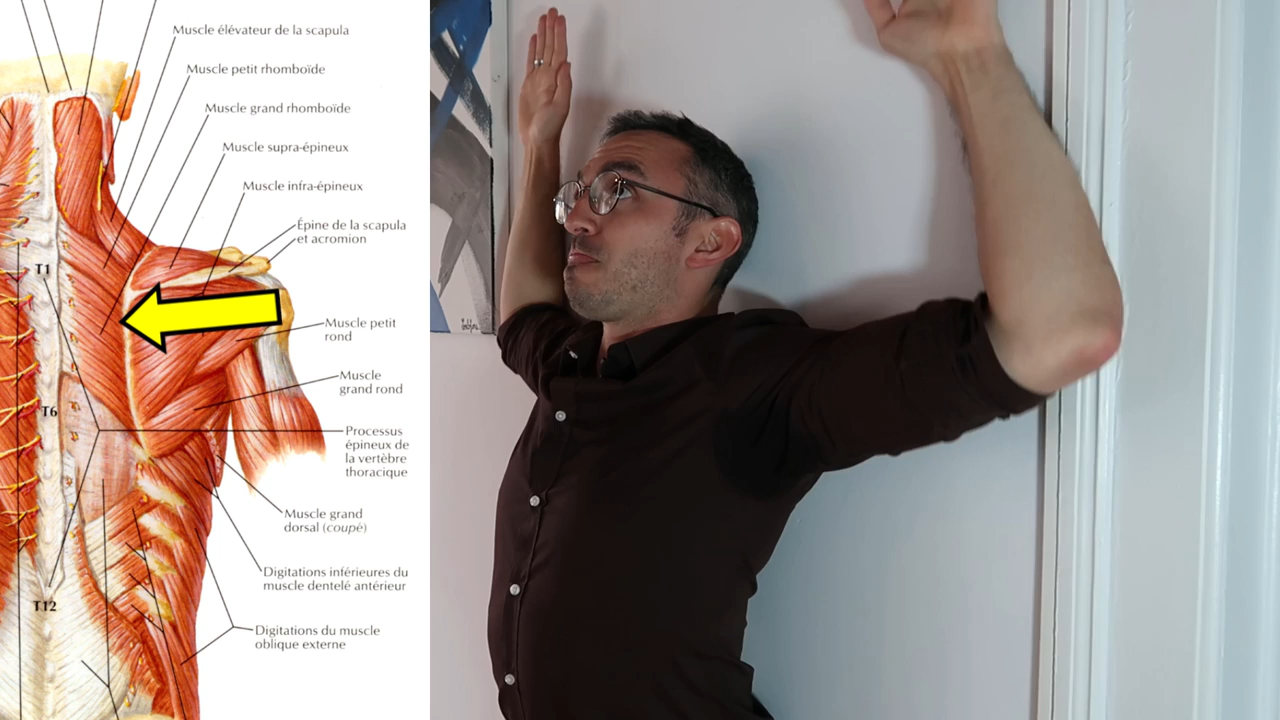 Muscle élévateur de la scapula
Muscle petit rhomboïde
Muscle grand rhomboïde
Muscle supra-épineux
Muscle infra-épineux
Épine de la scapula
et acromion
T1
Muscle petit
rond
Muscle
grand rond
T6
Processus
épineux de
la vertèbre
thoracique
Muscle grand
dorsal (coupé)
Digitations inférieures du
muscle dentelé antérieur
T12
Digitations du muscle
oblique externe